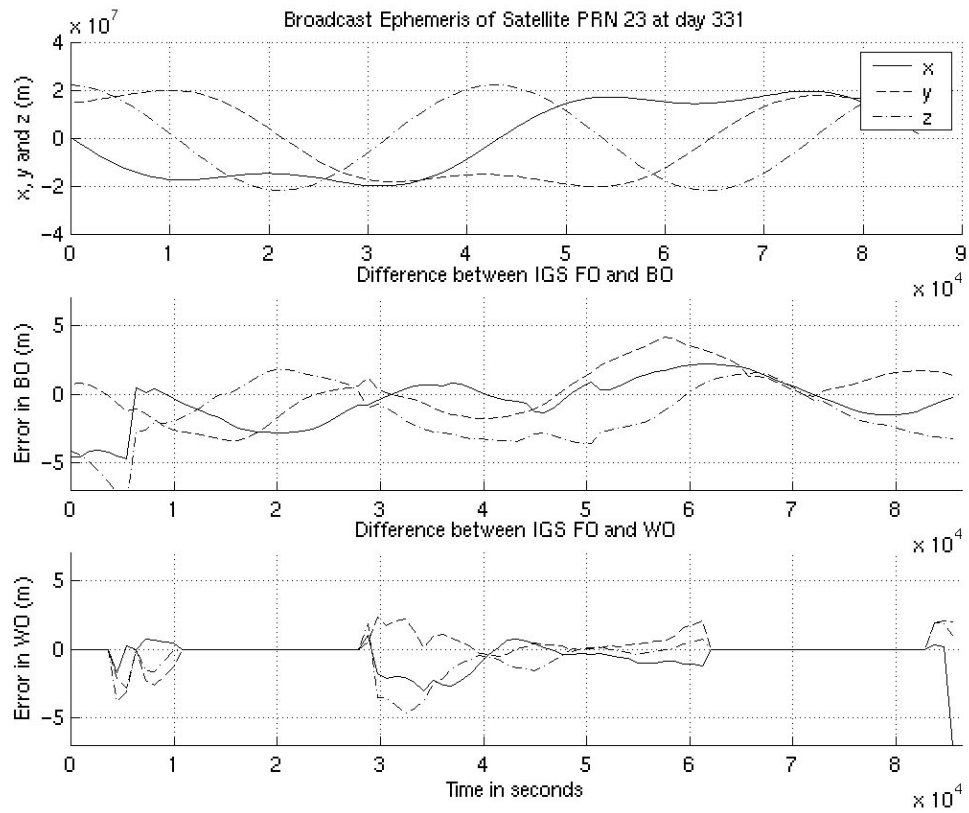 Broadcast Ephemeris of Satellite PRN 23 at day 331
x 10^7
x, y and z (m)
4
2
0
−2
−4
x
y
z
0 1 2 3 4 5 6 7 8 9
x 10^4
Difference between IGS FO and BO
Error in BO (m)
5
0
−5
0 1 2 3 4 5 6 7 8
x 10^4
Difference between IGS FO and WO
Error in WO (m)
5
0
−5
0 1 2 3 4 5 6 7 8
Time in seconds
x 10^4